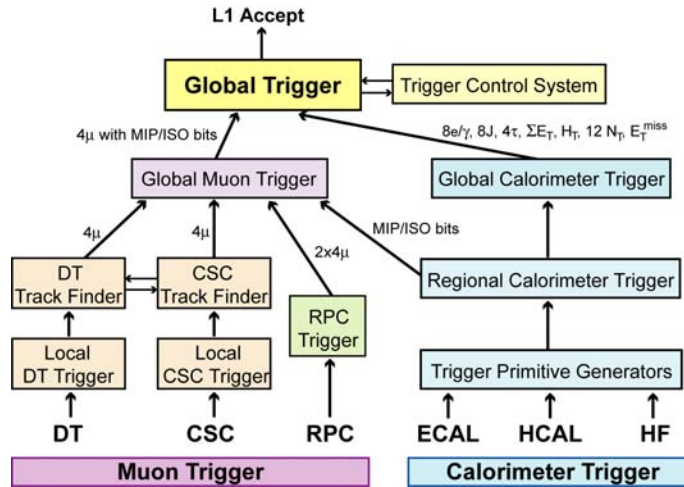 L1 Accept
Global Trigger
Trigger Control System
4μ with MIP/ISO bits
8e/γ, 8J, 4τ, ΣE_T, H_T, 12 N_T, E_T^miss
Global Muon Trigger
Global Calorimeter Trigger
4μ
4μ
2x4μ
MIP/ISO bits
DT
Track Finder
CSC
Track Finder
Regional Calorimeter Trigger
RPC
Trigger
Local
DT Trigger
Local
CSC Trigger
Trigger Primitive Generators
DT
CSC
RPC
ECAL
HCAL
HF
Muon Trigger
Calorimeter Trigger